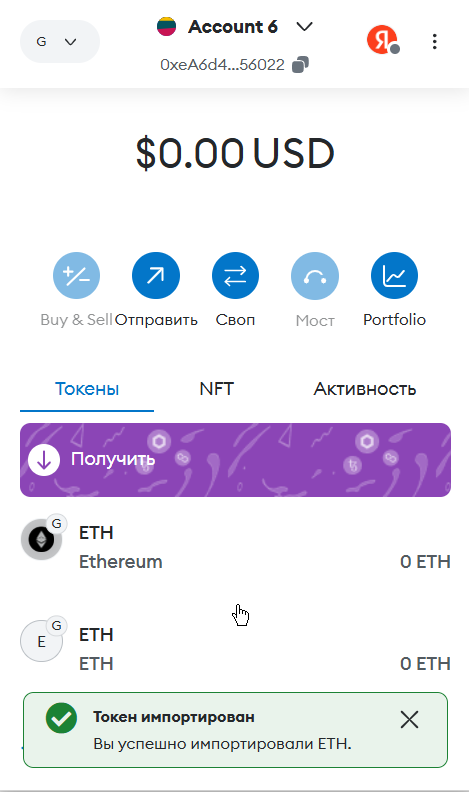 G
Account 6
0xeA6d4...56022
Я
$0.00 USD
Buy & Sell
Отправить
Своп
Мост
Portfolio
Токены
NFT
Активность
Получить
G
ETH
Ethereum
0 ETH
G
E
ETH
ETH
0 ETH
Токен импортирован
Вы успешно импортировали ETH.